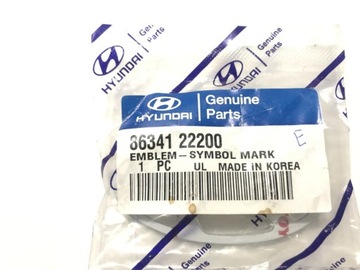 Genuine
Parts
HYUNDAI
HYUNDAI
Genuine
Parts
86341 22200
E
EMBLEM-SYMBOL MARK
1 PC UL MADE IN KOREA